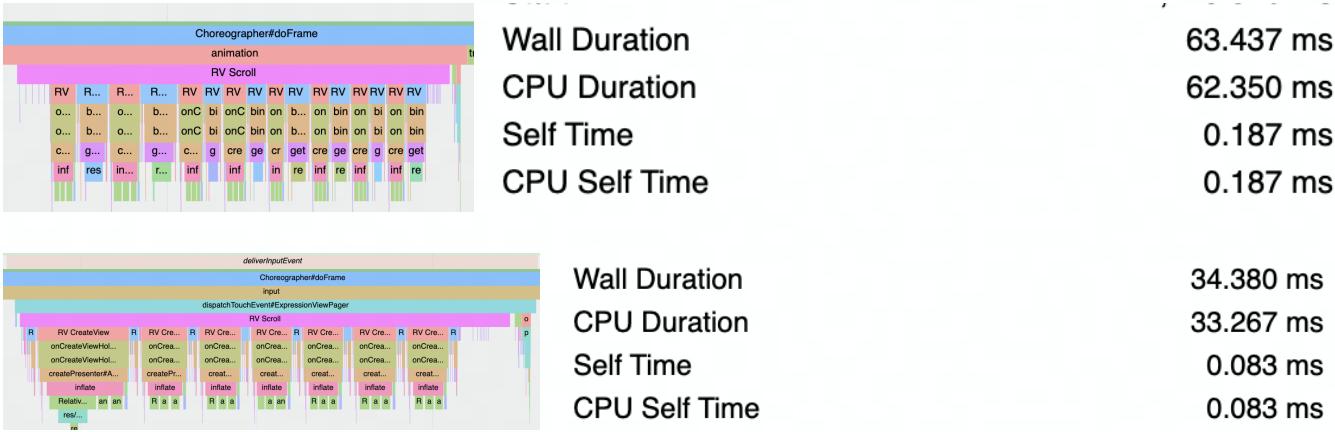 Choreographer#doFrame
animation
tr
RV Scroll
RV R... R... R... RV RV RV RV RV RV RV RV RV RV RV RV
o... b... o... b... onC bi onC bin on b... on bin on bi on bin
o... b... o... b... onC bi onC bin on b... on bin on bi on bin
c... g... c... g... c... g cre ge cr get cre ge cre g cre get
inf res in... r... inf inf in re inf re inf inf re
Wall Duration 63.437 ms
CPU Duration 62.350 ms
Self Time 0.187 ms
CPU Self Time 0.187 ms
deliverInputEvent
Choreographer#doFrame
input
dispatchTouchEvent#ExpressionViewPager
RV Scroll o
R RV CreateView R RV Cre... R RV Cre... R RV Cre... R RV Cre... R RV Cre... R RV Cre... R p
onCreateViewHol... onCrea... onCrea... onCrea... onCrea... onCrea... onCrea...
onCreateViewHol... onCrea... onCrea... onCrea... onCrea... onCrea... onCrea...
createPresenter#A... createPr... creat... creat... creat... creat... creat...
inflate inflate inflate inflate inflate inflate inflate
Relativ... an an R a a R a a a an R a a R a a R a a
res/...
re
Wall Duration 34.380 ms
CPU Duration 33.267 ms
Self Time 0.083 ms
CPU Self Time 0.083 ms